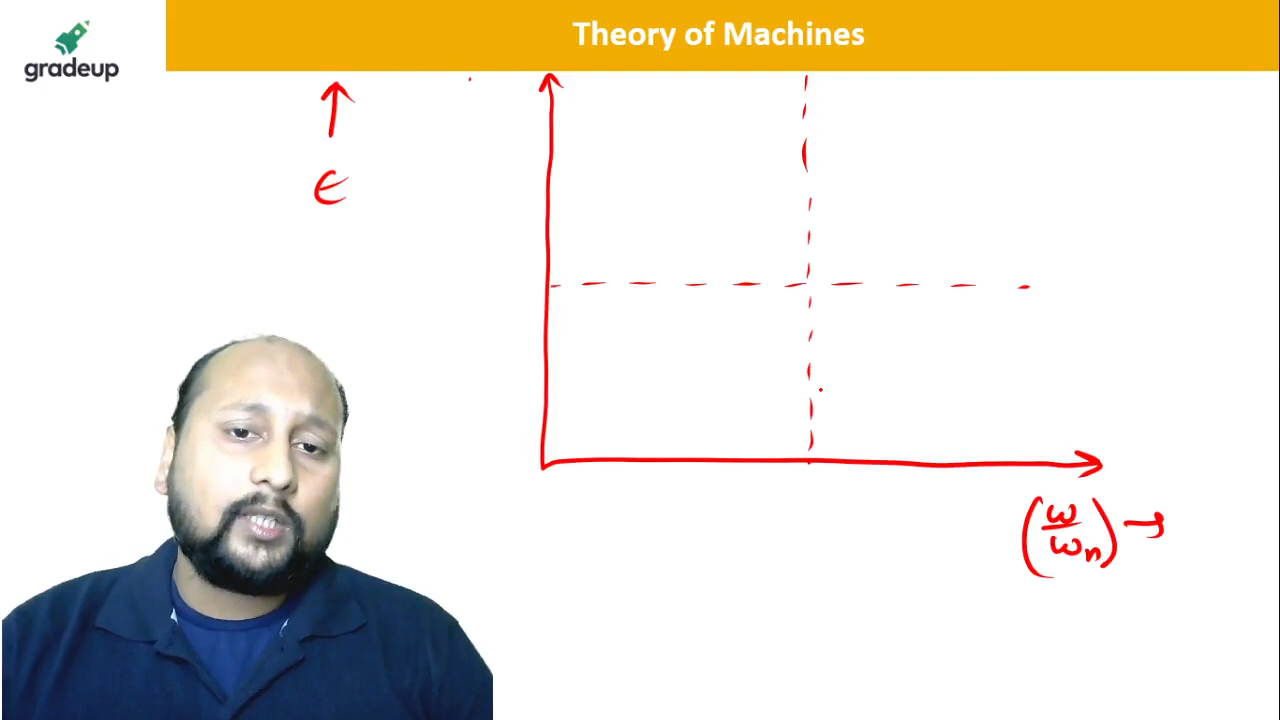 Theory of Machines
gradeup
ϵ
(ω/ωn)